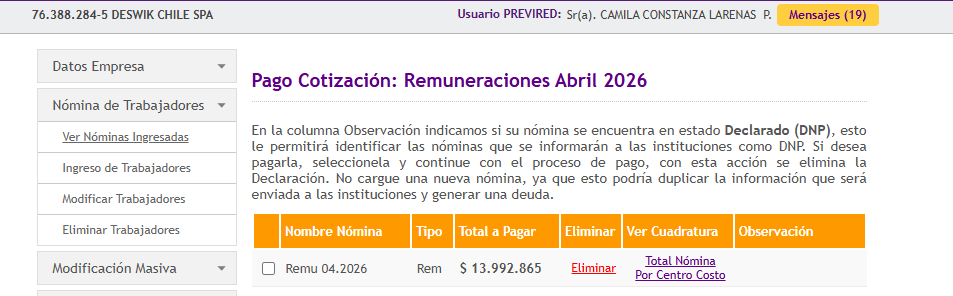 76.388.284-5 DESWIK CHILE SPA
Usuario PREVIRED: Sr(a). CAMILA CONSTANZA LARENAS P. Mensajes (19)
Datos Empresa
Nómina de Trabajadores
Ver Nóminas Ingresadas
Ingreso de Trabajadores
Modificar Trabajadores
Eliminar Trabajadores
Modificación Masiva
Pago Cotización: Remuneraciones Abril 2026
En la columna Observación indicamos si su nómina se encuentra en estado Declarado (DNP), esto
le permitirá identificar las nóminas que se informarán a las instituciones como DNP. Si desea
pagarla, seleccionela y continue con el proceso de pago, con esta acción se elimina la
Declaración. No cargue una nueva nómina, ya que esto podría duplicar la información que será
enviada a las instituciones y generar una deuda.
Nombre Nómina Tipo Total a Pagar Eliminar Ver Cuadratura Observación
Remu 04.2026 Rem $ 13.992.865 Eliminar Total Nómina
Por Centro Costo